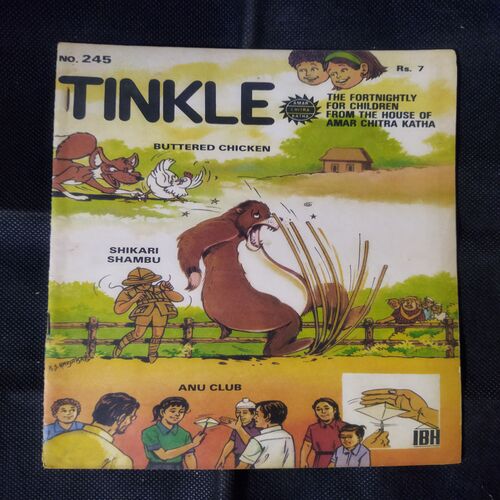 NO. 245
Rs. 7
TINKLE
AMAR
CHITRA
KATHA
THE FORTNIGHTLY
FOR CHILDREN
FROM THE HOUSE OF
AMAR CHITRA KATHA
BUTTERED CHICKEN
SHIKARI
SHAMBU
ANU CLUB
IBH